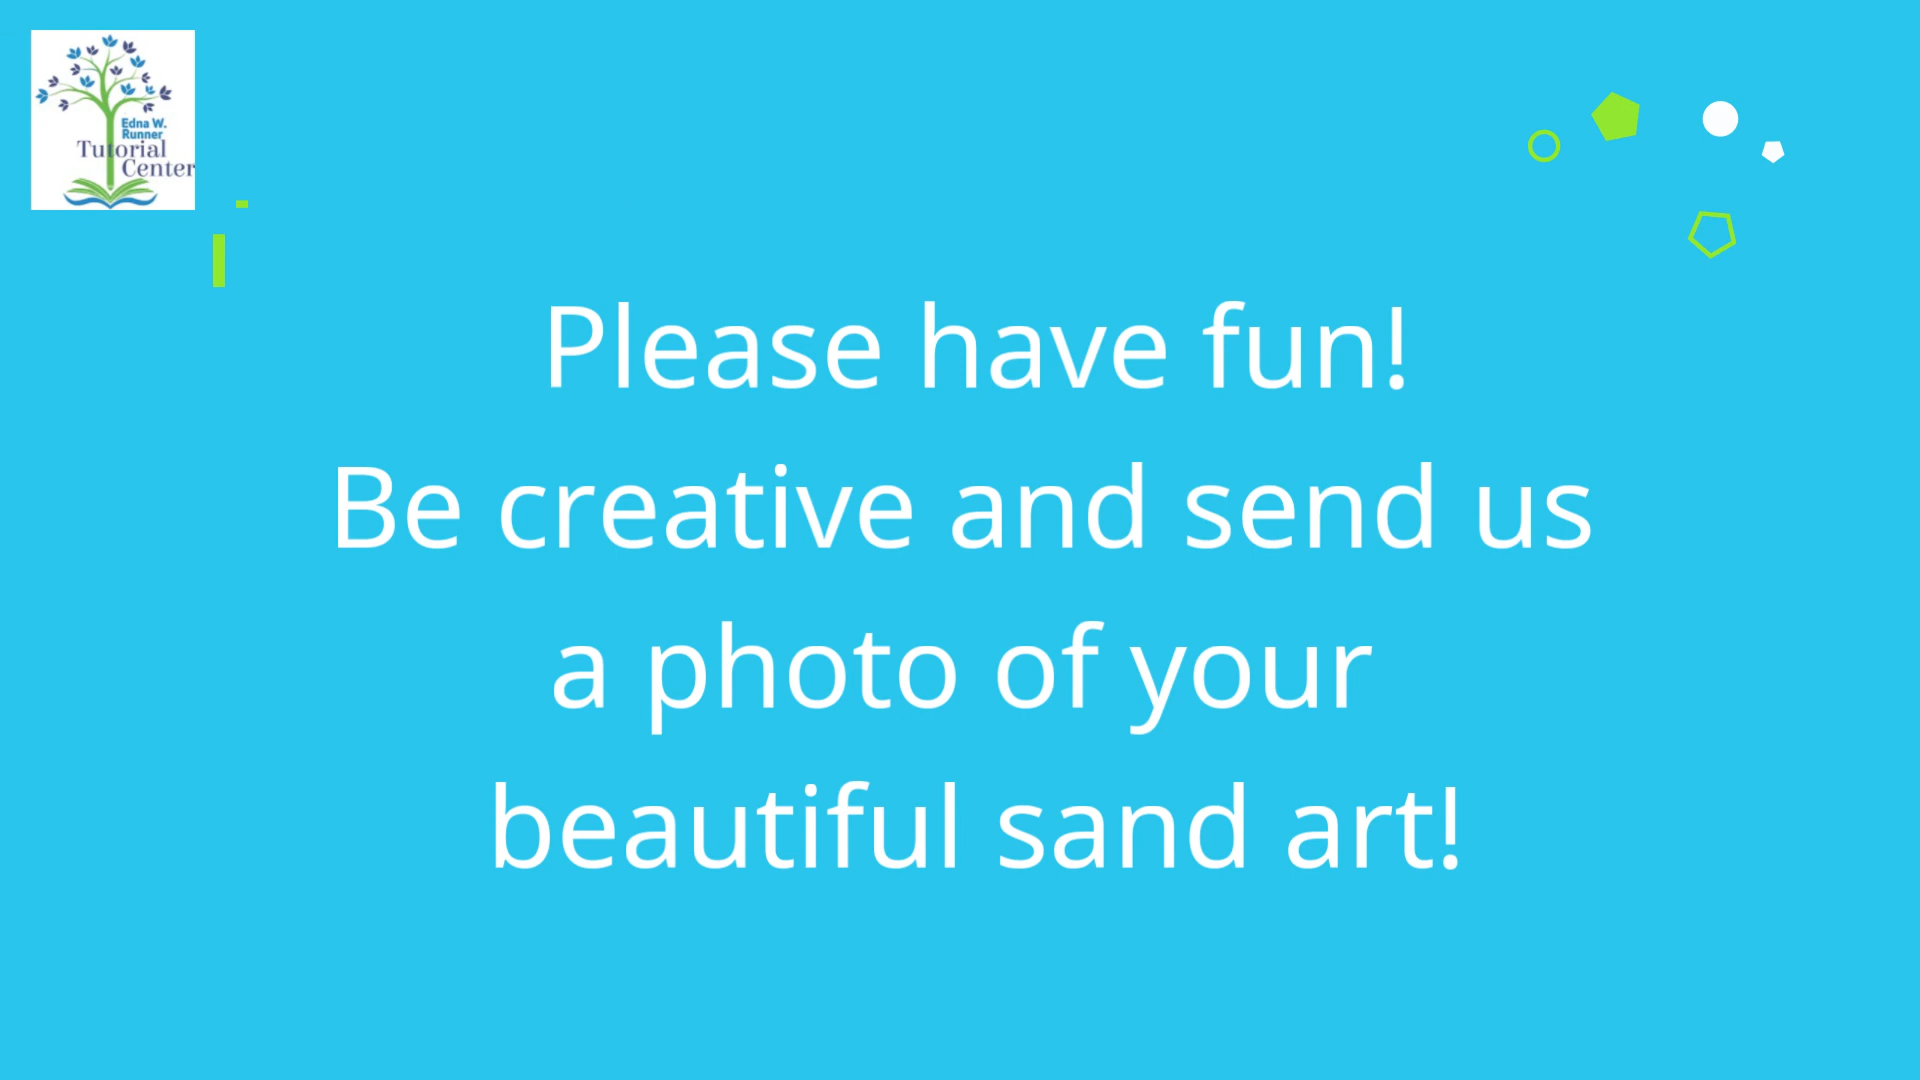 Edna W.
Runner
Tutorial
Center
Please have fun!
Be creative and send us
a photo of your
beautiful sand art!